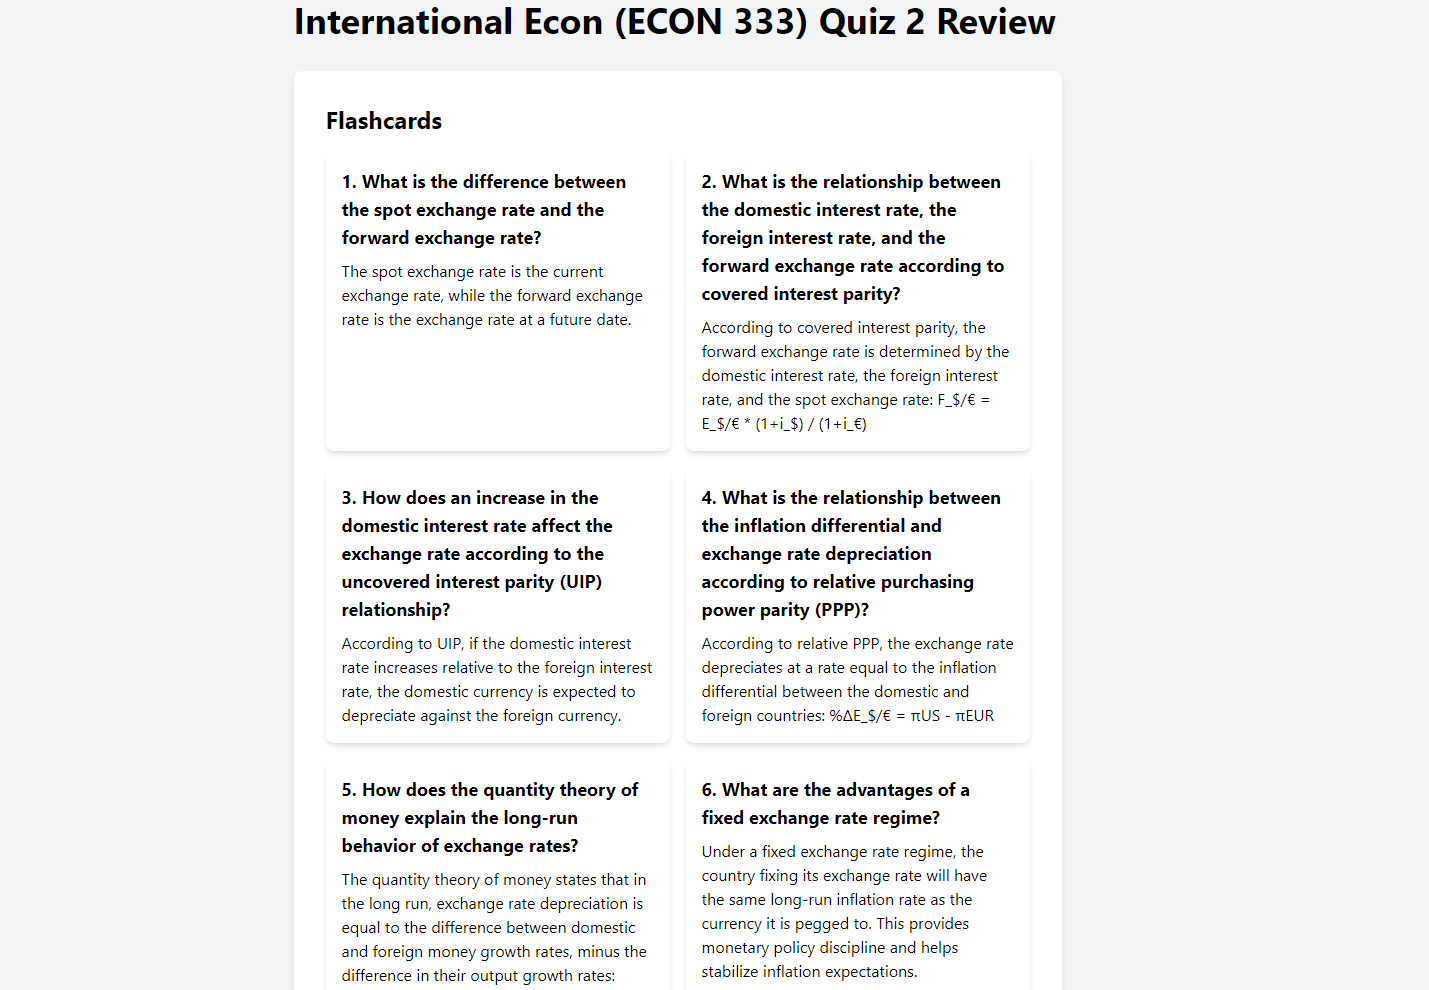 International Econ (ECON 333) Quiz 2 Review
Flashcards
1. What is the difference between
the spot exchange rate and the
forward exchange rate?
The spot exchange rate is the current
exchange rate, while the forward exchange
rate is the exchange rate at a future date.
2. What is the relationship between
the domestic interest rate, the
foreign interest rate, and the
forward exchange rate according to
covered interest parity?
According to covered interest parity, the
forward exchange rate is determined by the
domestic interest rate, the foreign interest
rate, and the spot exchange rate: F_$/€ =
E_$/€ * (1+i_$) / (1+i_€)
3. How does an increase in the
domestic interest rate affect the
exchange rate according to the
uncovered interest parity (UIP)
relationship?
According to UIP, if the domestic interest
rate increases relative to the foreign interest
rate, the domestic currency is expected to
depreciate against the foreign currency.
4. What is the relationship between
the inflation differential and
exchange rate depreciation
according to relative purchasing
power parity (PPP)?
According to relative PPP, the exchange rate
depreciates at a rate equal to the inflation
differential between the domestic and
foreign countries: %ΔE_$/€ = πUS - πEUR
5. How does the quantity theory of
money explain the long-run
behavior of exchange rates?
The quantity theory of money states that in
the long run, exchange rate depreciation is
equal to the difference between domestic
and foreign money growth rates, minus the
difference in their output growth rates:
6. What are the advantages of a
fixed exchange rate regime?
Under a fixed exchange rate regime, the
country fixing its exchange rate will have
the same long-run inflation rate as the
currency it is pegged to. This provides
monetary policy discipline and helps
stabilize inflation expectations.